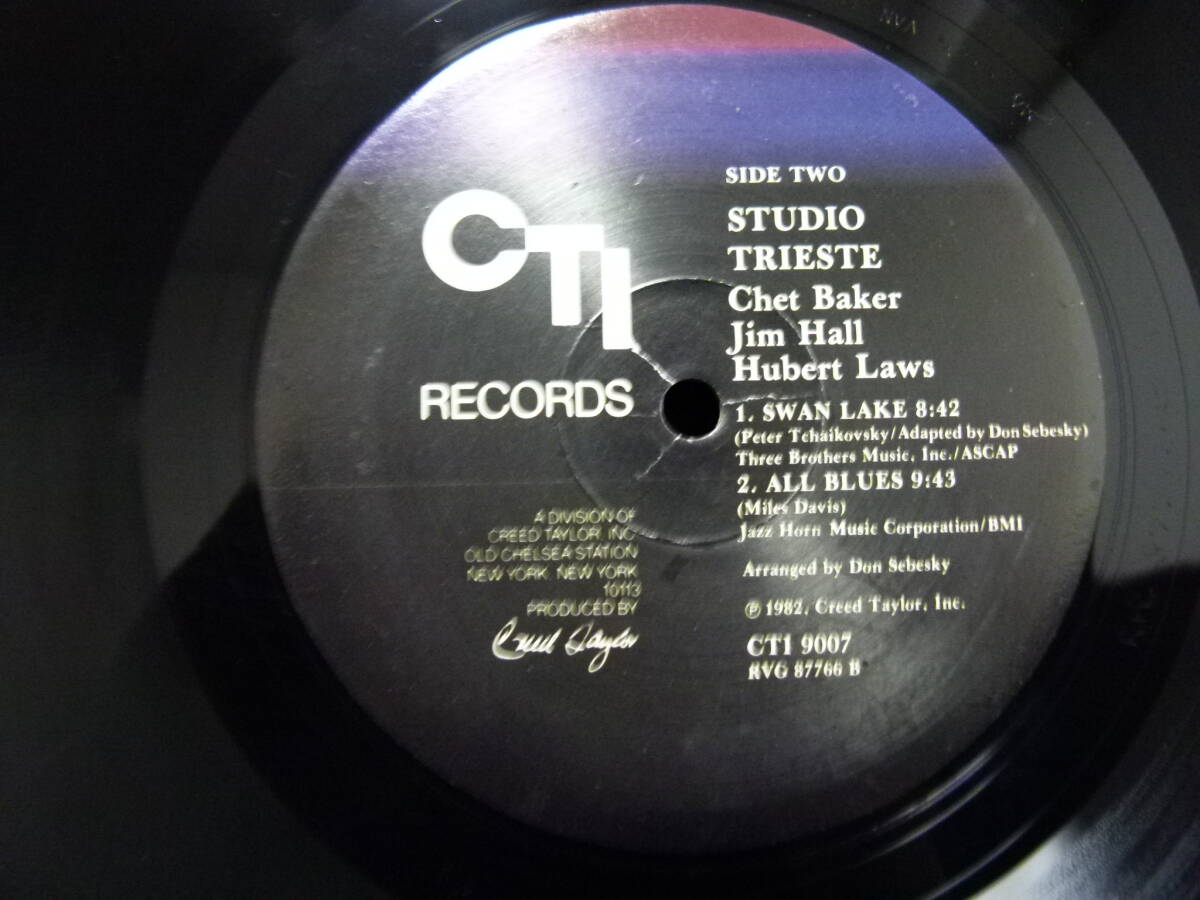 CTI
RECORDS
A DIVISION OF
CREED TAYLOR, INC
OLD CHELSEA STATION
NEW YORK, NEW YORK
10113
PRODUCED BY
Creed Taylor
SIDE TWO
STUDIO
TRIESTE
Chet Baker
Jim Hall
Hubert Laws
1. SWAN LAKE 8:42
(Peter Tchaikovsky/Adapted by Don Sebesky)
Three Brothers Music, Inc./ASCAP
2. ALL BLUES 9:43
(Miles Davis)
Jazz Horn Music Corporation/BMI
Arranged by Don Sebesky
℗ 1982, Creed Taylor, Inc.
CTI 9007
RVG 87766 B